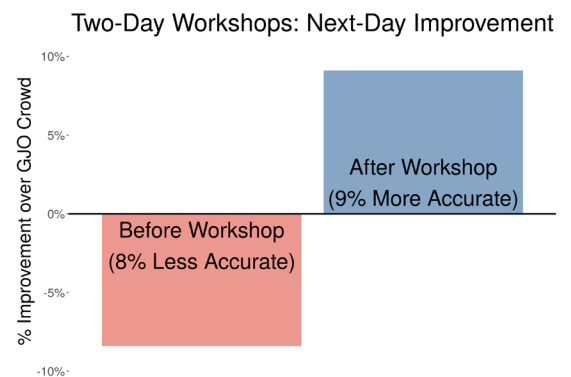 Two-Day Workshops: Next-Day Improvement
% Improvement over GJO Crowd
10%
5%
0%
-5%
-10%
After Workshop
(9% More Accurate)
Before Workshop
(8% Less Accurate)